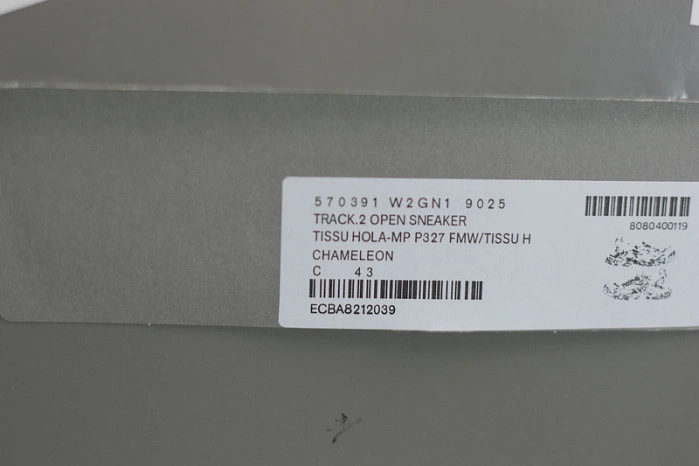 570391 W2GN1 9025
TRACK.2 OPEN SNEAKER
TISSU HOLA-MP P327 FMW/TISSU H
CHAMELEON
C 43
ECBA8212039
8080400119